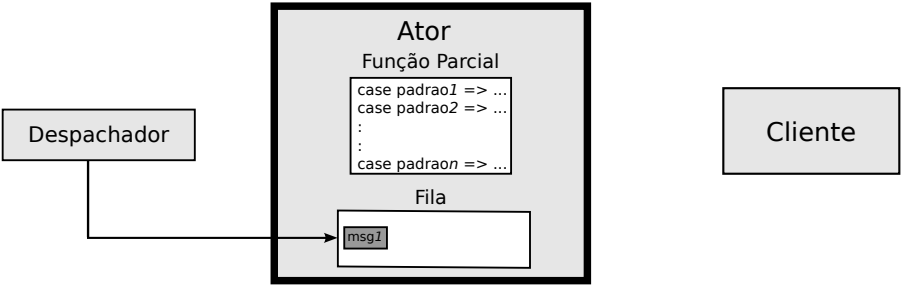 Ator
Função Parcial
case padrao1 => ...
case padrao2 => ...
:
:
case padraon => ...
Despachador
Cliente
Fila
msg1